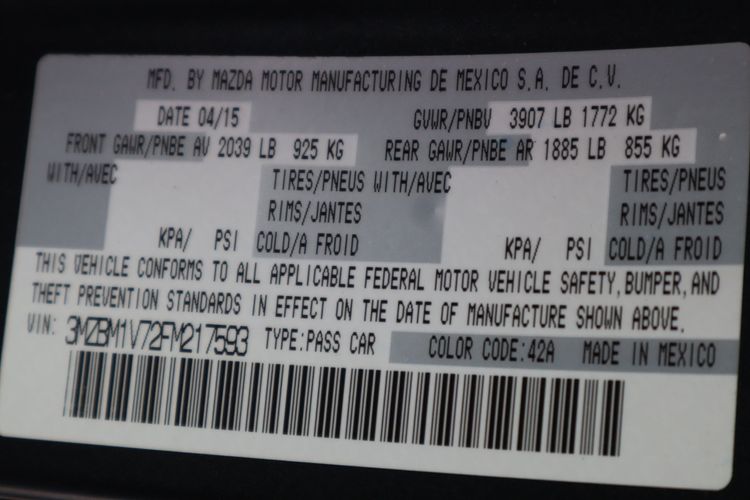 MFD. BY MAZDA MOTOR MANUFACTURING DE MEXICO S.A. DE C.V.
DATE 04/15 GVWR/PNBV 3907 LB 1772 KG
FRONT GAWR/PNBE AV 2039 LB 925 KG REAR GAWR/PNBE AR 1885 LB 855 KG
WITH/AVEC TIRES/PNEUS WITH/AVEC TIRES/PNEUS
RIMS/JANTES RIMS/JANTES
KPA/ PSI COLD/A FROID KPA/ PSI COLD/A FROID
THIS VEHICLE CONFORMS TO ALL APPLICABLE FEDERAL MOTOR VEHICLE SAFETY, BUMPER, AND
THEFT PREVENTION STANDARDS IN EFFECT ON THE DATE OF MANUFACTURE SHOWN ABOVE.
VIN: 3MZBM1V72FM217593 TYPE:PASS CAR COLOR CODE:42A MADE IN MEXICO